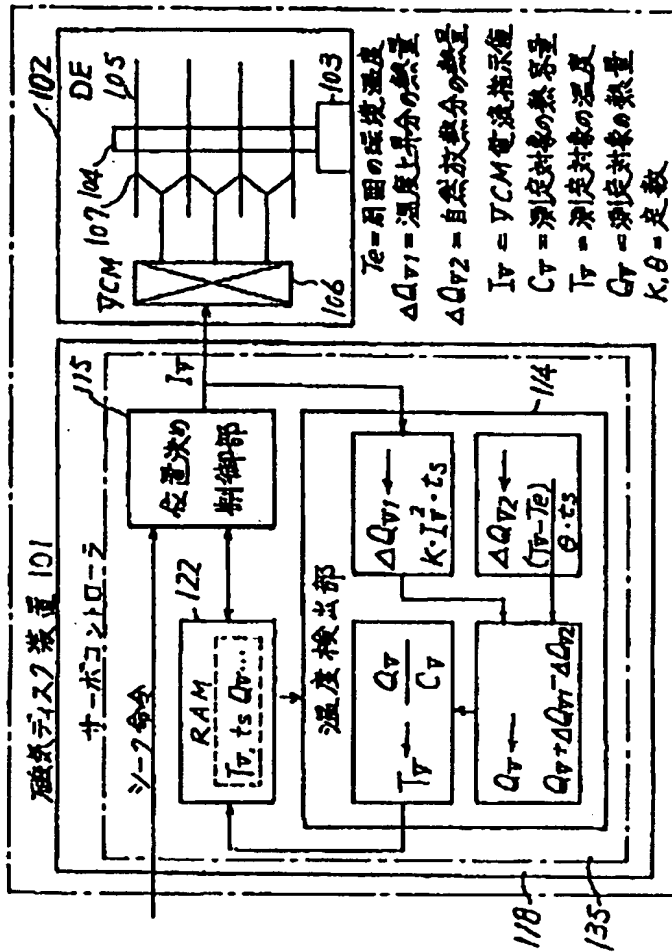 磁気ディスク装置 101
サーボコントローラ
シーク命令
122
RAM
Tv, ts Qv...
115
位置決め
制御部
Iv
温度検出部
114
Tv ← Qv / Cv
ΔQv1 ←
K・Iv²・ts
Qv ←
Qv+ΔQv1-ΔQv2
ΔQv2 ←
(Tv-Te)
θ・ts
118
135
102
VCM
107
104
DE
105
106
103
Te=周囲の環境温度
ΔQv1=温度上昇分の熱量
ΔQv2=自然放熱分の熱量
Iv=VCM電流指示値
Cv=測定対象の熱容量
Tv=測定対象の温度
Qv=測定対象の熱量
K,θ=定数